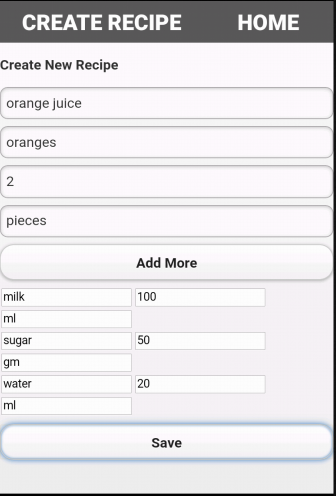 CREATE RECIPE HOME
Create New Recipe
orange juice
oranges
2
pieces
Add More
milk 100
ml
sugar 50
gm
water 20
ml
Save